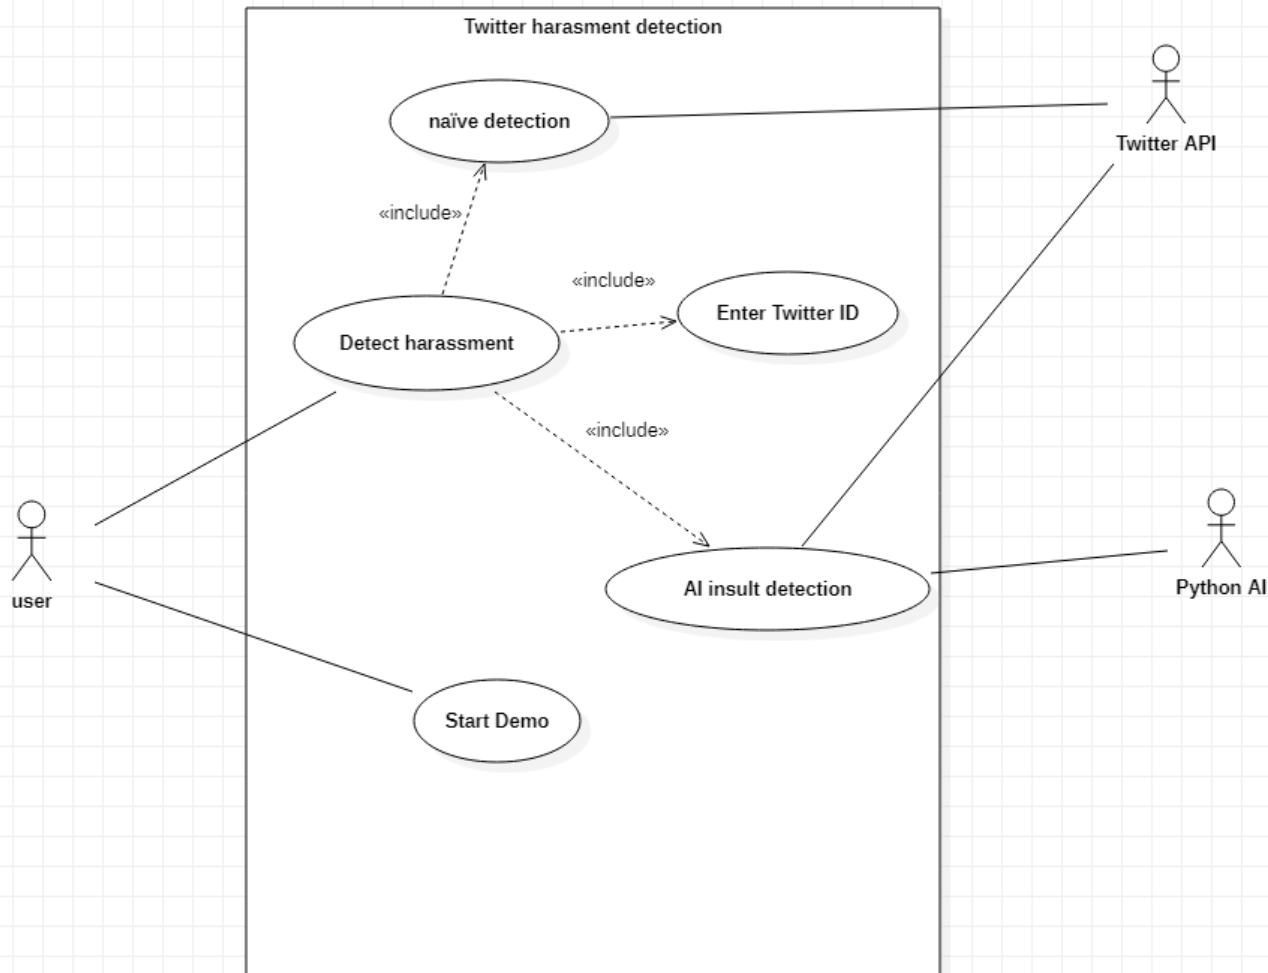 Twitter harasment detection
naïve detection
Twitter API
«include»
«include»
Enter Twitter ID
Detect harassment
«include»
user
AI insult detection
Python AI
Start Demo